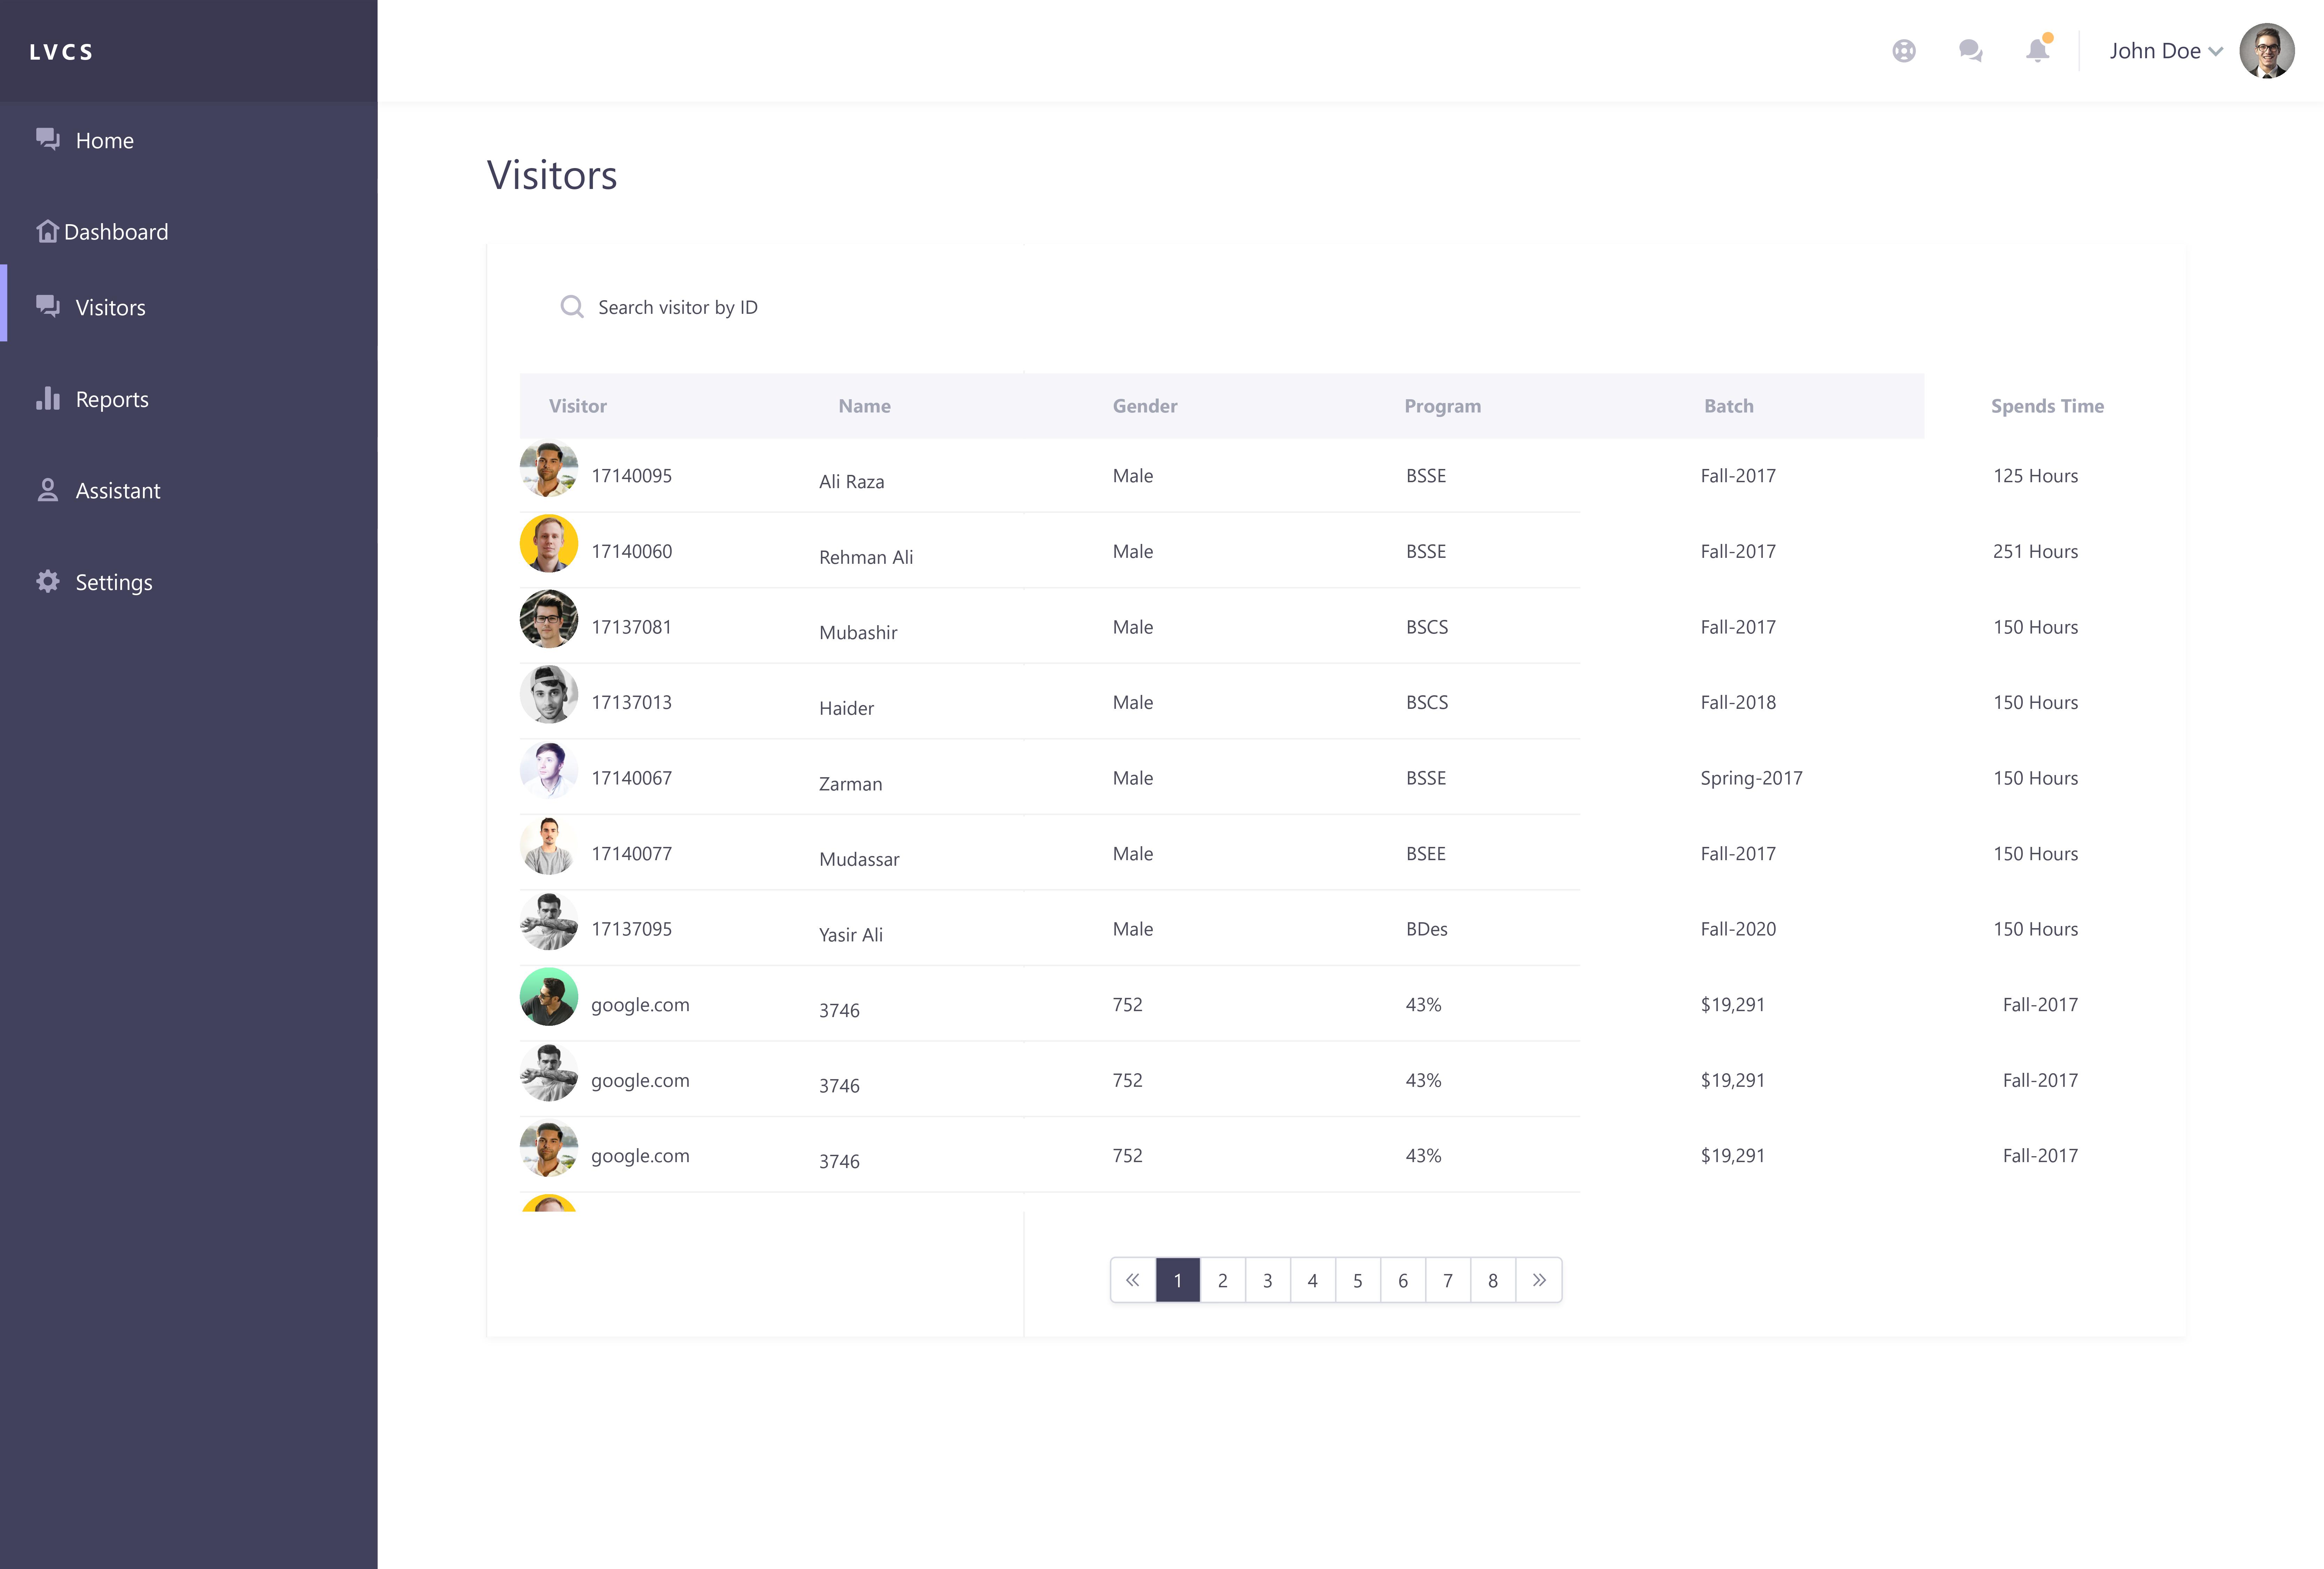 LVCS
John Doe
Home
Dashboard
Visitors
Reports
Assistant
Settings
Visitors
Search visitor by ID
Visitor Name Gender Program Batch Spends Time
17140095 Ali Raza Male BSSE Fall-2017 125 Hours
17140060 Rehman Ali Male BSSE Fall-2017 251 Hours
17137081 Mubashir Male BSCS Fall-2017 150 Hours
17137013 Haider Male BSCS Fall-2018 150 Hours
17140067 Zarman Male BSSE Spring-2017 150 Hours
17140077 Mudassar Male BSEE Fall-2017 150 Hours
17137095 Yasir Ali Male BDes Fall-2020 150 Hours
google.com 3746 752 43% $19,291 Fall-2017
google.com 3746 752 43% $19,291 Fall-2017
google.com 3746 752 43% $19,291 Fall-2017
« 1 2 3 4 5 6 7 8 »